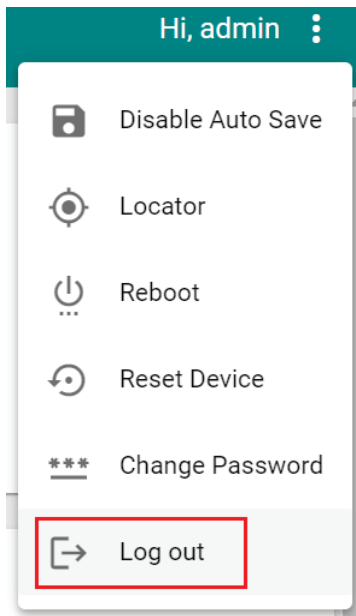 Hi, admin
Disable Auto Save
Locator
Reboot
Reset Device
Change Password
Log out